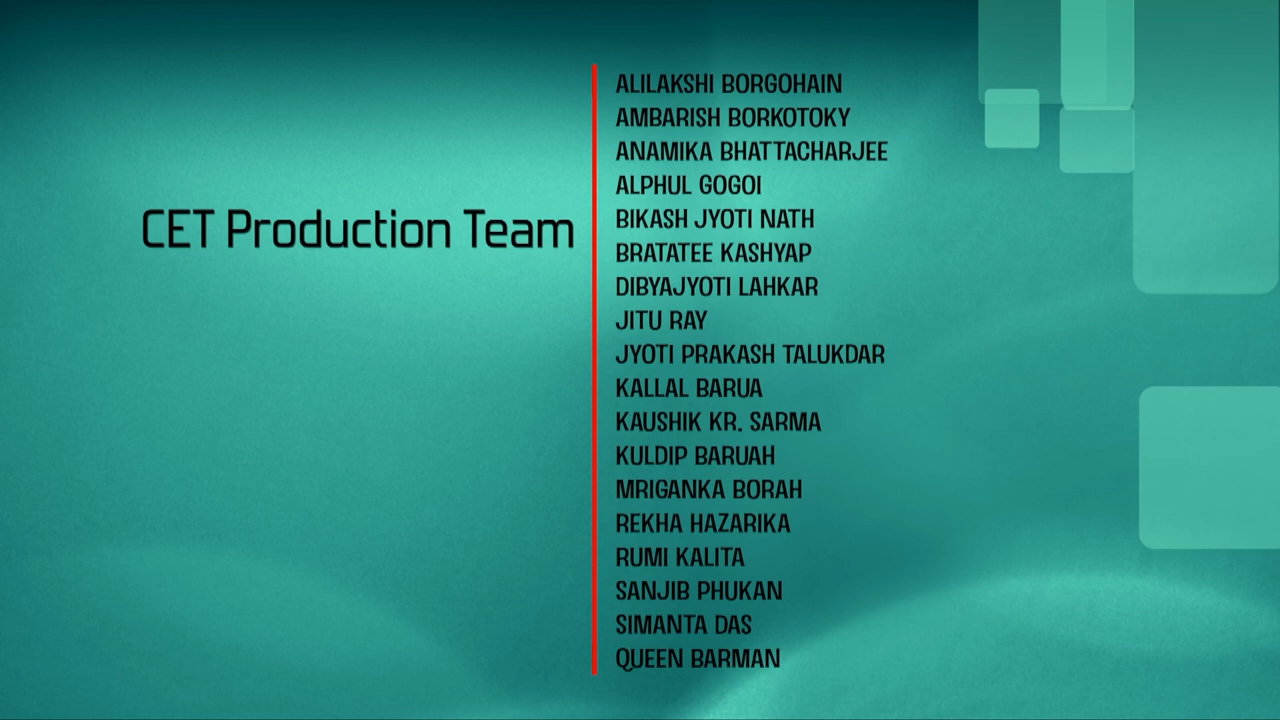 CET Production Team
ALILAKSHI BORGOHAIN
AMBARISH BORKOTOKY
ANAMIKA BHATTACHARJEE
ALPHUL GOGOI
BIKASH JYOTI NATH
BRATATEE KASHYAP
DIBYAJYOTI LAHKAR
JITU RAY
JYOTI PRAKASH TALUKDAR
KALLAL BARUA
KAUSHIK KR. SARMA
KULDIP BARUAH
MRIGANKA BORAH
REKHA HAZARIKA
RUMI KALITA
SANJIB PHUKAN
SIMANTA DAS
QUEEN BARMAN